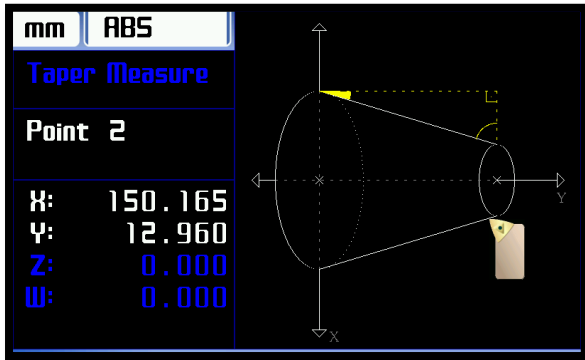 mm ABS
Taper Measure
Point 2
X: 150.165
Y: 12.960
Z: 0.000
W: 0.000
Y
X